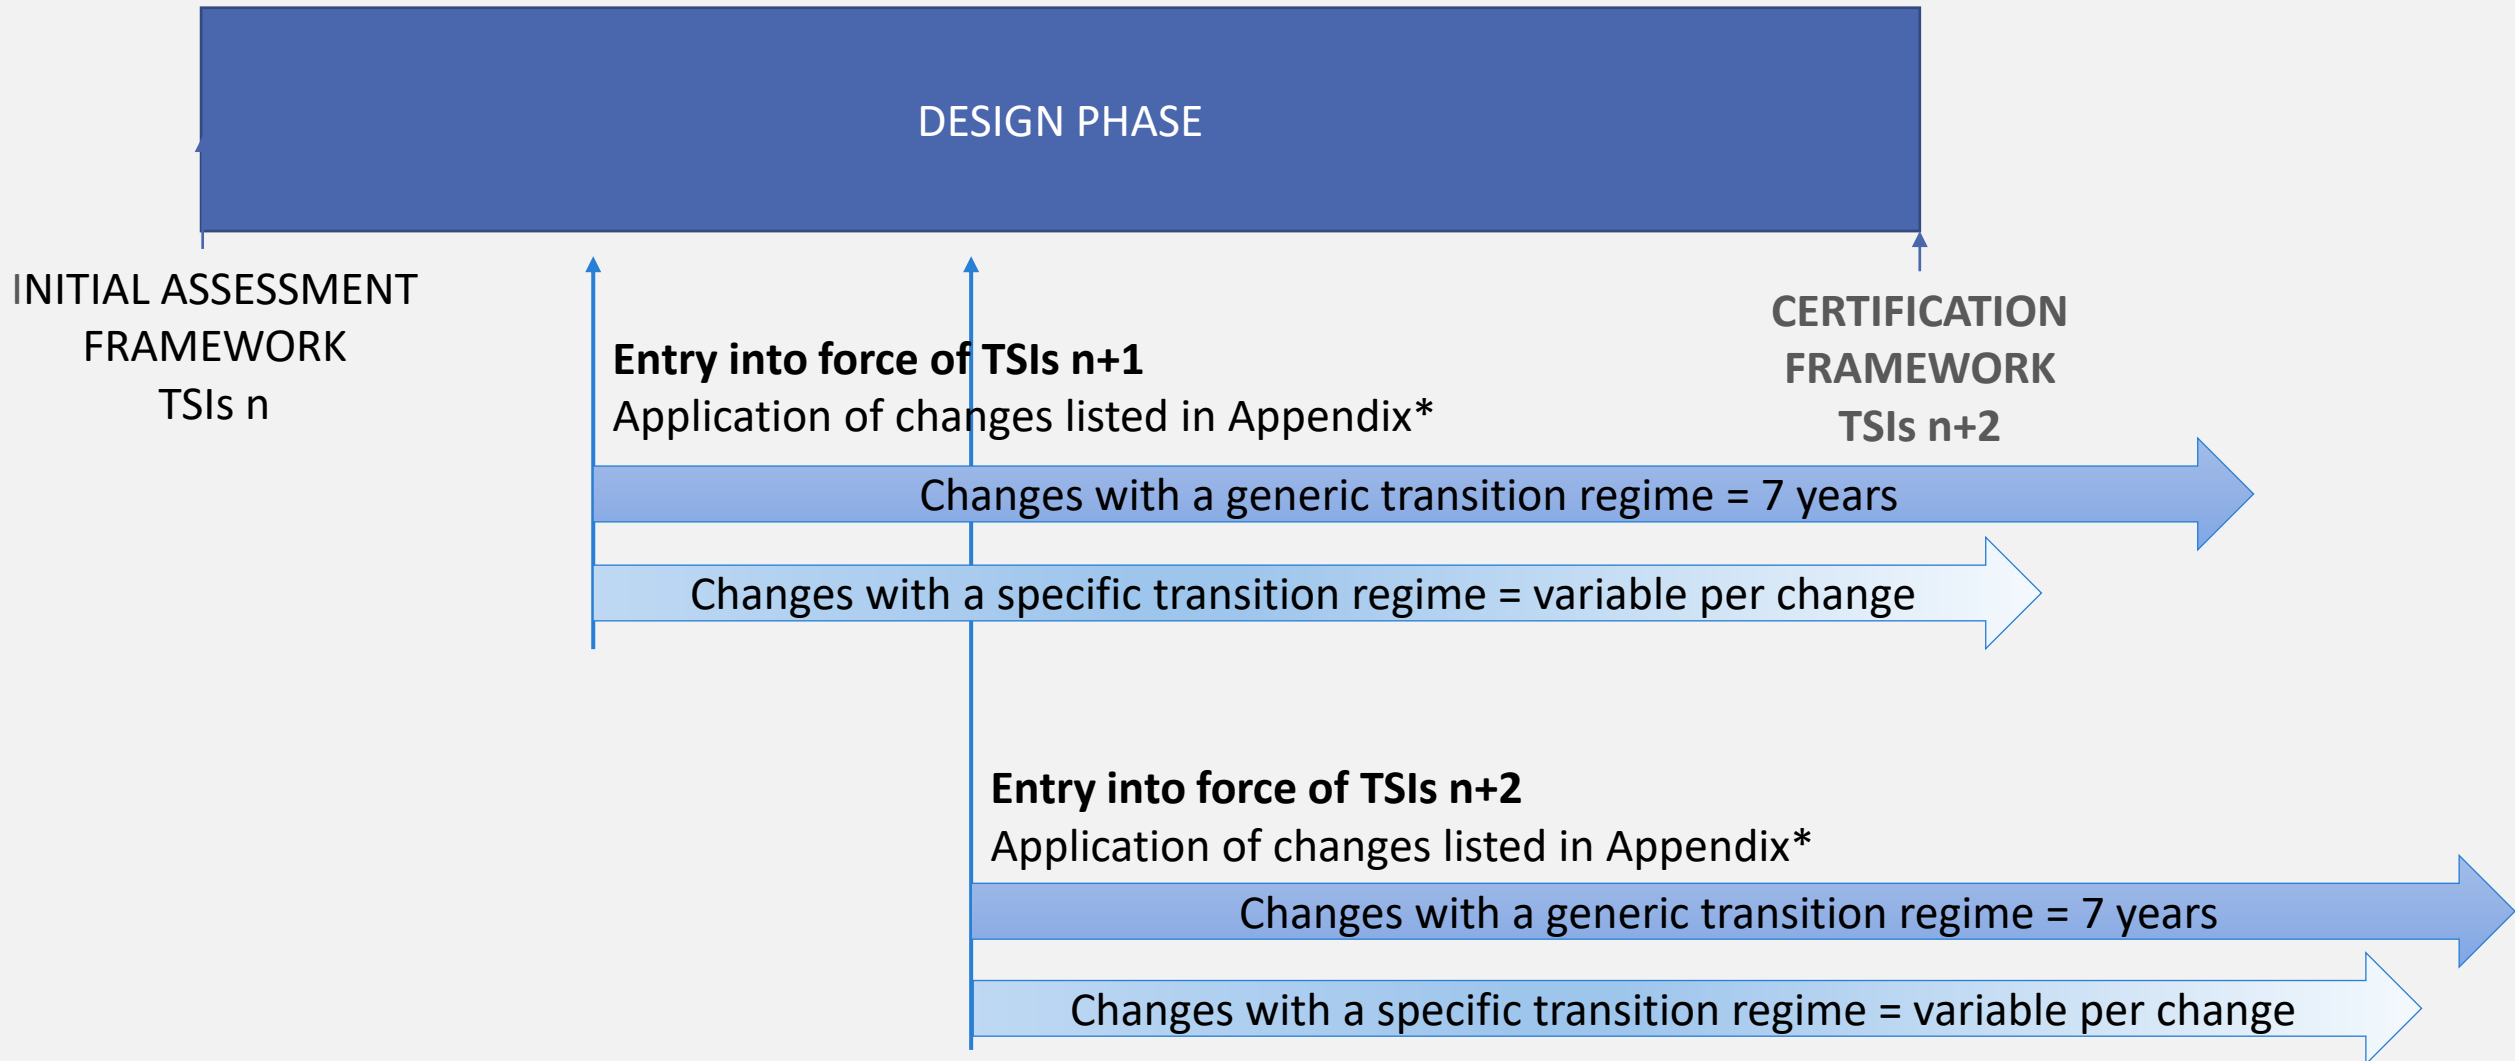 DESIGN PHASE
INITIAL ASSESSMENT
FRAMEWORK
TSIs n
Entry into force of TSIs n+1
Application of changes listed in Appendix*
CERTIFICATION
FRAMEWORK
TSIs n+2
Changes with a generic transition regime = 7 years
Changes with a specific transition regime = variable per change
Entry into force of TSIs n+2
Application of changes listed in Appendix*
Changes with a generic transition regime = 7 years
Changes with a specific transition regime = variable per change